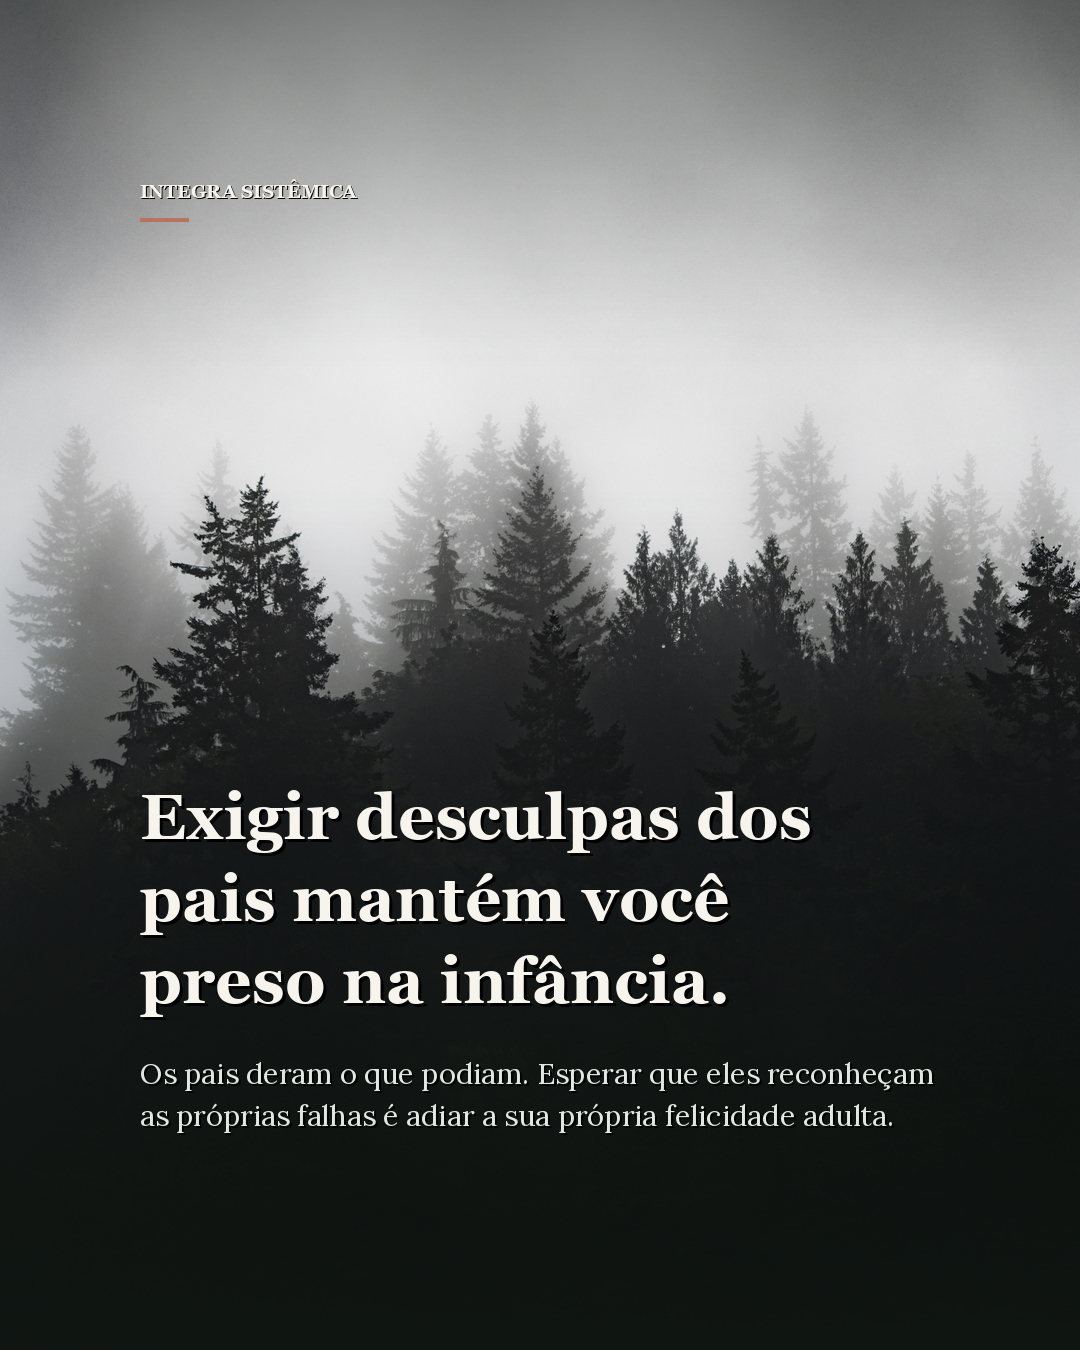 INTEGRA SISTÊMICA
Exigir desculpas dos
pais mantém você
preso na infância.
Os pais deram o que podiam. Esperar que eles reconheçam
as próprias falhas é adiar a sua própria felicidade adulta.